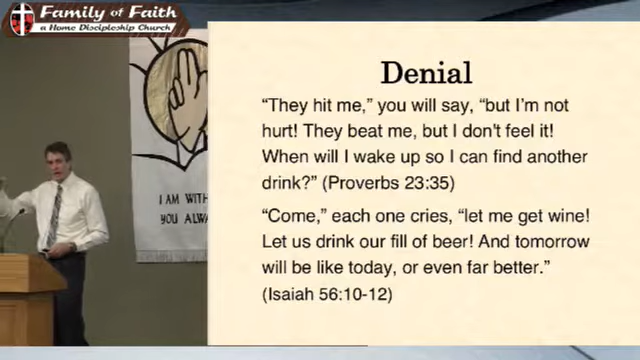 Family of Faith
a Home Discipleship Church
I AM WITH
YOU ALWA
Denial
“They hit me,” you will say, “but I’m not
hurt! They beat me, but I don't feel it!
When will I wake up so I can find another
drink?” (Proverbs 23:35)
“Come,” each one cries, “let me get wine!
Let us drink our fill of beer! And tomorrow
will be like today, or even far better.”
(Isaiah 56:10-12)